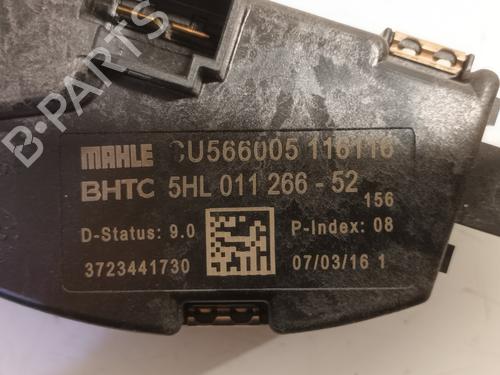 MAHLE CU566005 116116
BHTC 5HL 011 266 - 52
156
D-Status: 9.0 P-Index: 08
3723441730 07/03/16 1
B-PARTS